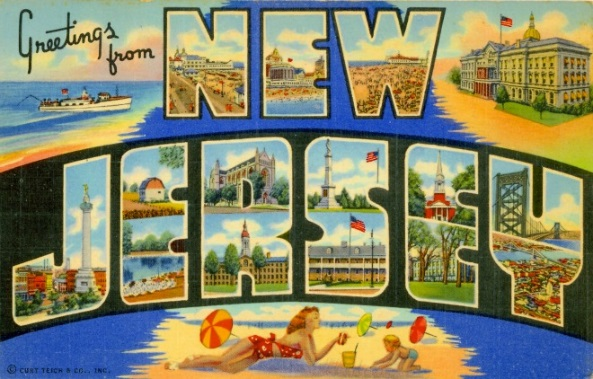 Greetings
from
NEW
JERSEY
© CURT TEICH & CO., INC.